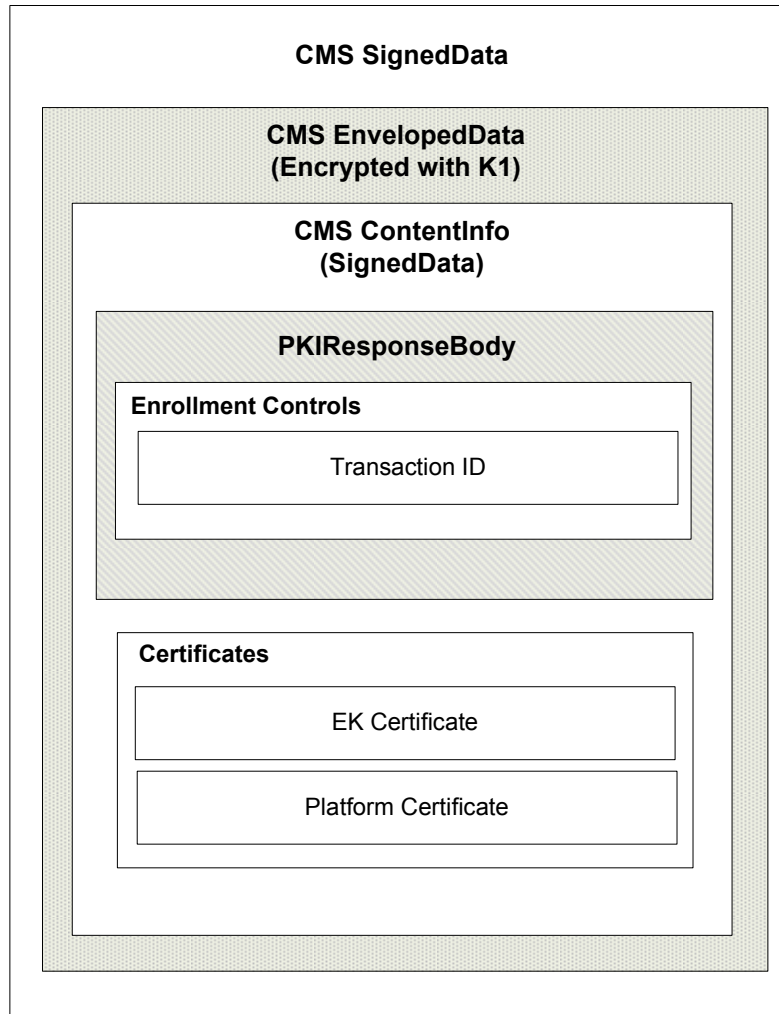 CMS SignedData
CMS EnvelopedData
(Encrypted with K1)
CMS ContentInfo
(SignedData)
PKIResponseBody
Enrollment Controls
Transaction ID
Certificates
EK Certificate
Platform Certificate